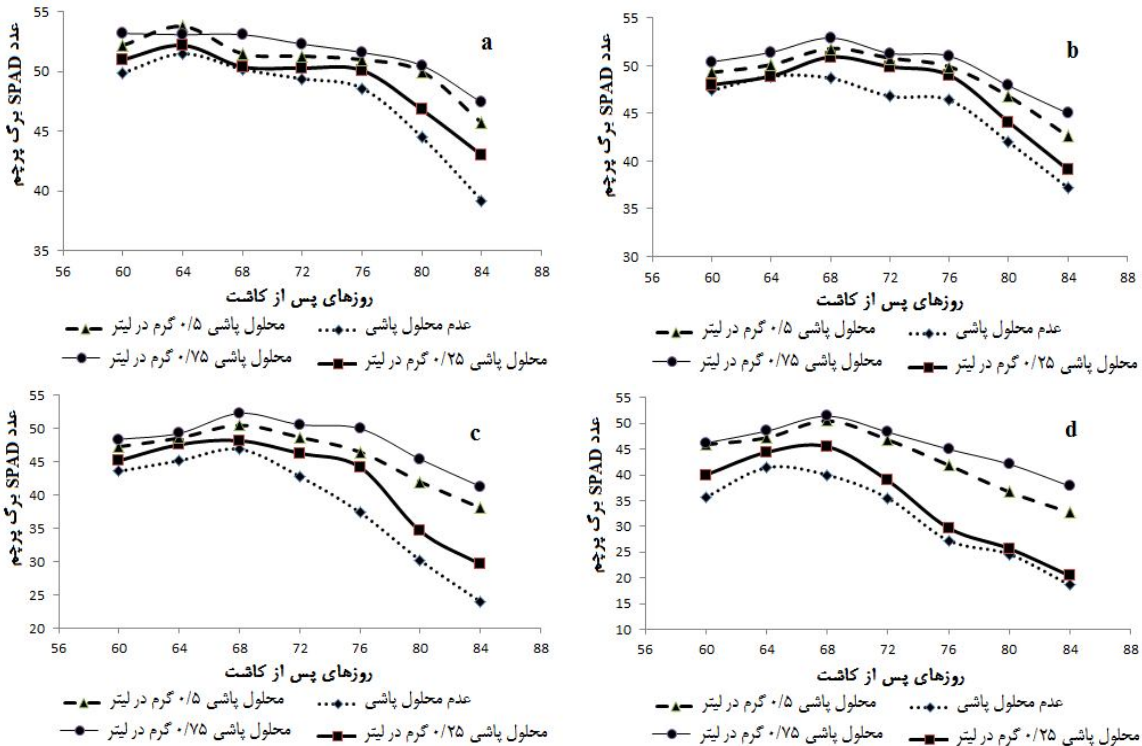 a
عدد SPAD برگ پرچم
55
50
45
40
35
56 60 64 68 72 76 80 84 88
روزهای پس از کاشت
محلول پاشی ۰/۵ گرم در لیتر
عدم محلول پاشی
محلول پاشی ۰/۷۵ گرم در لیتر
محلول پاشی ۰/۲۵ گرم در لیتر
b
عدد SPAD برگ پرچم
55
50
45
40
35
30
56 60 64 68 72 76 80 84 88
روزهای پس از کاشت
محلول پاشی ۰/۵ گرم در لیتر
عدم محلول پاشی
محلول پاشی ۰/۷۵ گرم در لیتر
محلول پاشی ۰/۲۵ گرم در لیتر
c
عدد SPAD برگ پرچم
55
50
45
40
35
30
25
20
56 60 64 68 72 76 80 84 88
روزهای پس از کاشت
محلول پاشی ۰/۵ گرم در لیتر
عدم محلول پاشی
محلول پاشی ۰/۷۵ گرم در لیتر
محلول پاشی ۰/۲۵ گرم در لیتر
d
عدد SPAD برگ پرچم
55
50
45
40
35
30
25
20
15
10
56 60 64 68 72 76 80 84 88
روزهای پس از کاشت
محلول پاشی ۰/۵ گرم در لیتر
عدم محلول پاشی
محلول پاشی ۰/۷۵ گرم در لیتر
محلول پاشی ۰/۲۵ گرم در لیتر